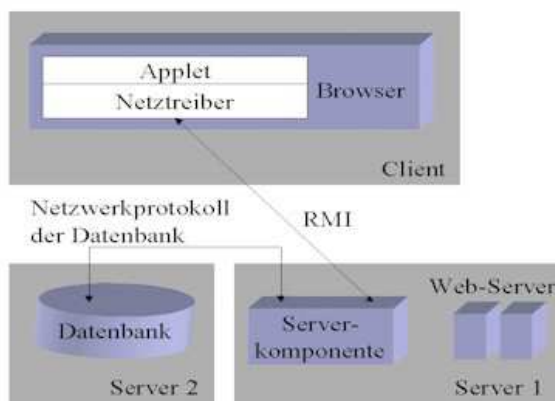 Applet
Netztreiber
Browser
Client
Netzwerkprotokoll
der Datenbank
RMI
Datenbank
Server 2
Server-
komponente
Web-Server
Server 1